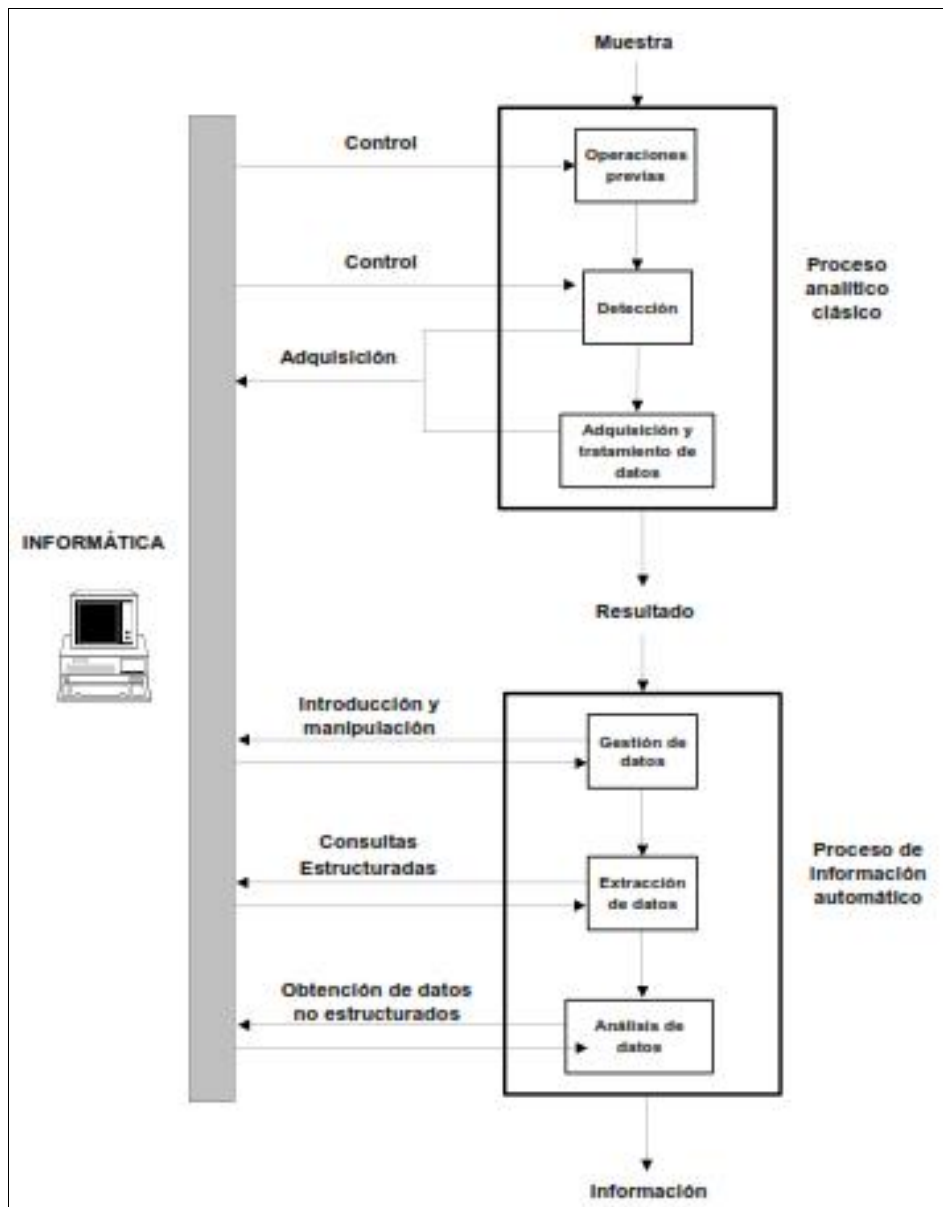 Muestra
Control
Operaciones
previas
Control
Proceso
analítico
clásico
Detección
Adquisición
Adquisición y
tratamiento de
datos
INFORMÁTICA
Resultado
Introducción y
manipulación
Gestión de
datos
Consultas
Estructuradas
Extracción
de datos
Proceso de
Información
automático
Obtención de datos
no estructurados
Análisis de
datos
Información